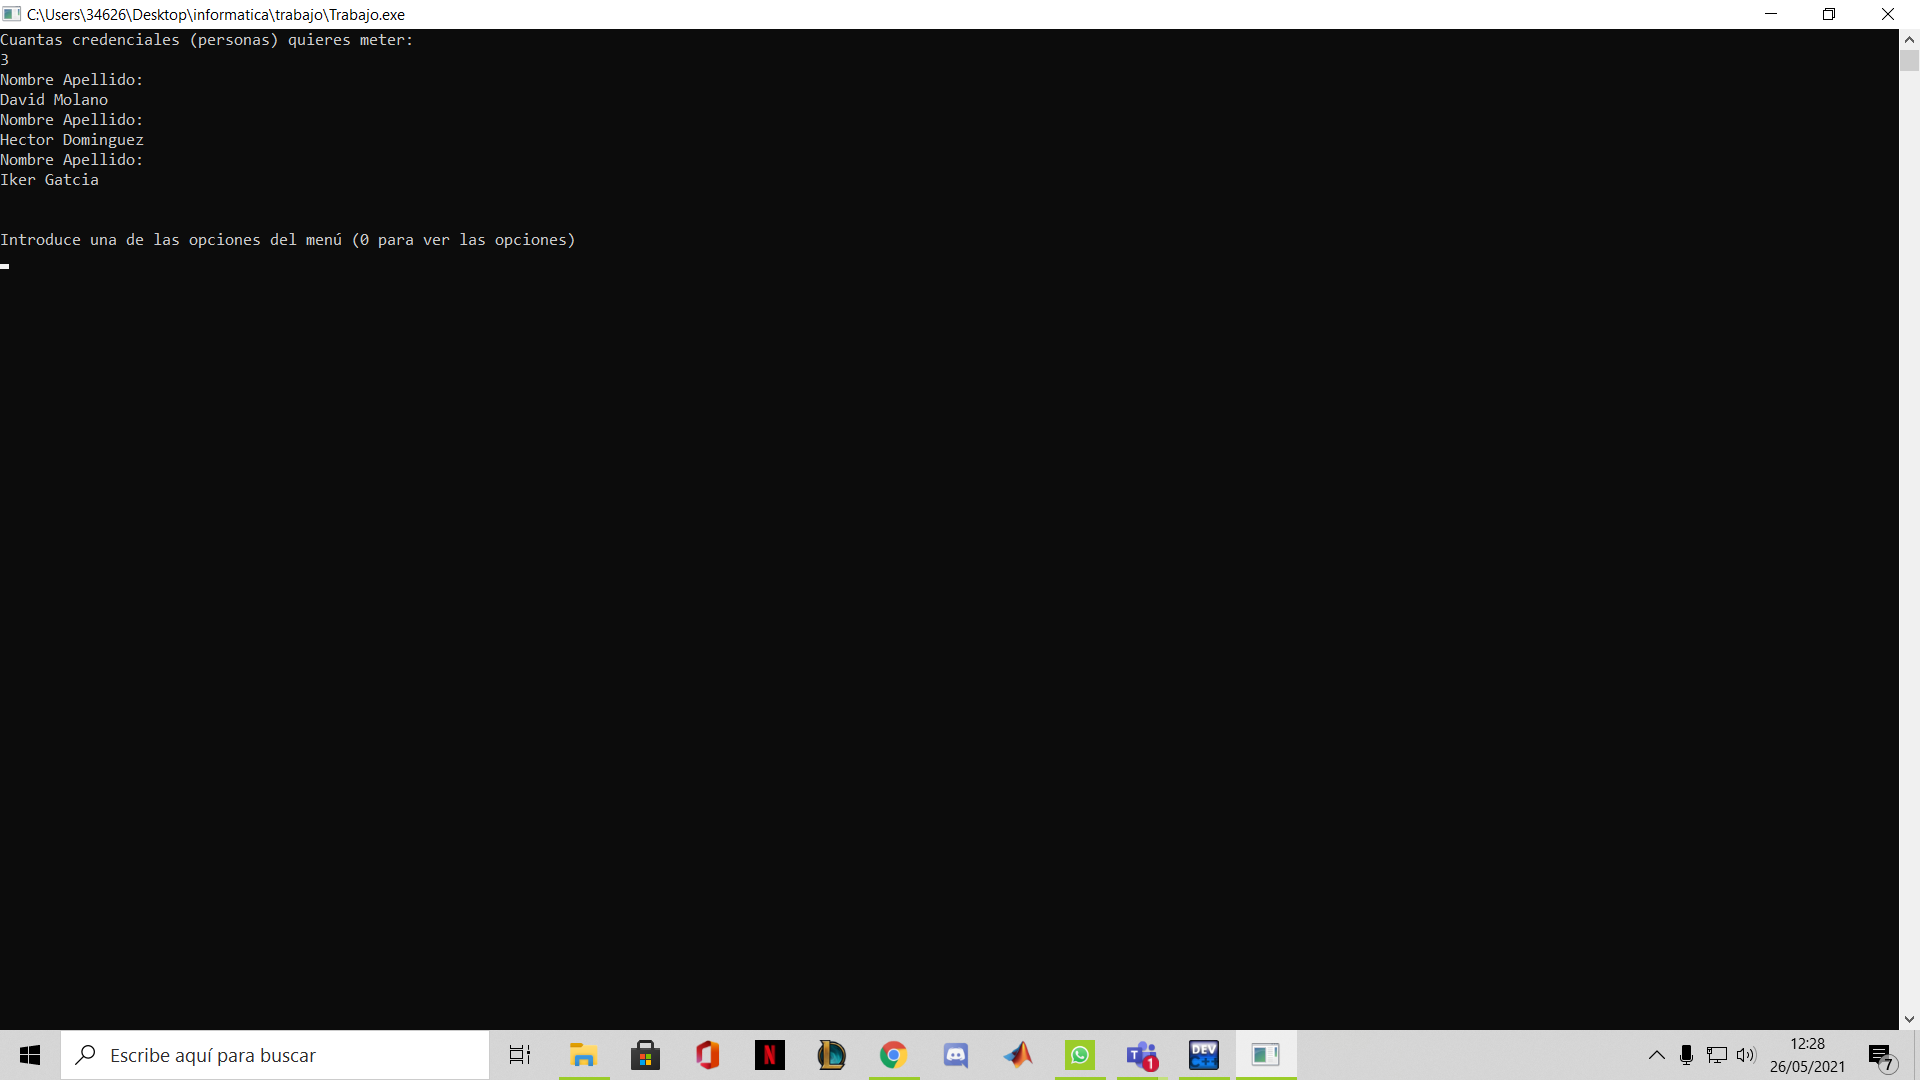 C:\Users\34626\Desktop\informatica\trabajo\Trabajo.exe
Cuantas credenciales (personas) quieres meter:
3
Nombre Apellido:
David Molano
Nombre Apellido:
Hector Dominguez
Nombre Apellido:
Iker Gatcia
Introduce una de las opciones del menú (0 para ver las opciones)
Escribe aquí para buscar
N
T
1
DEV
C++
12:28
26/05/2021
7